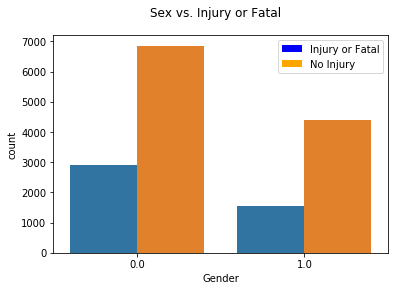 Sex vs. Injury or Fatal
7000
6000
5000
4000
3000
2000
1000
0
count
Injury or Fatal
No Injury
0.0
1.0
Gender